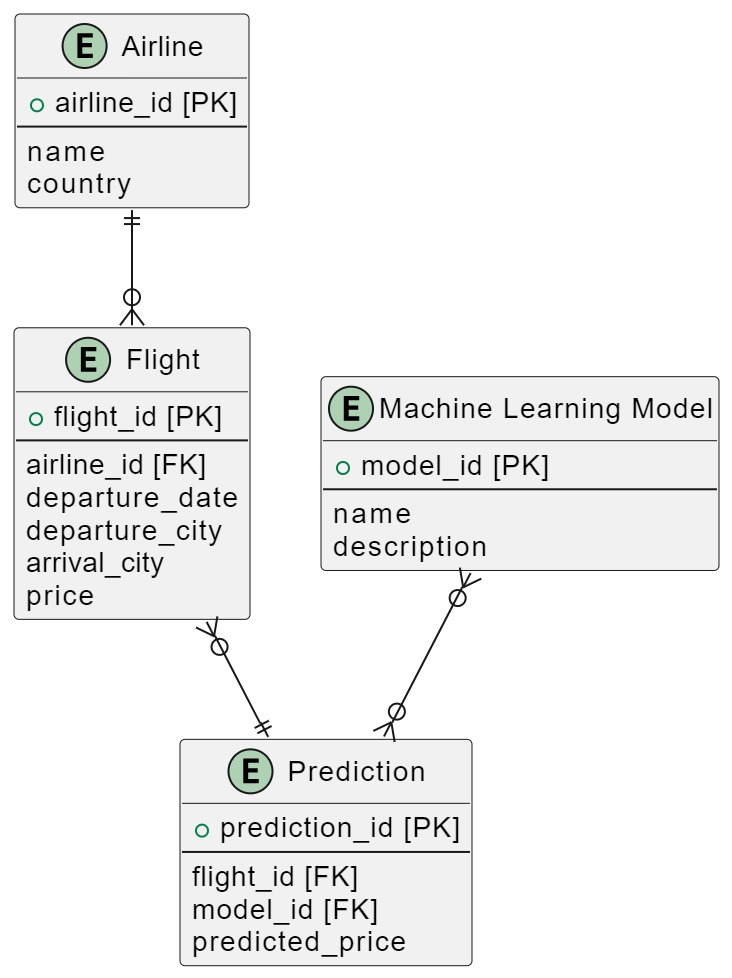 E Airline
airline_id [PK]
name
country
E Flight
flight_id [PK]
airline_id [FK]
departure_date
departure_city
arrival_city
price
E Machine Learning Model
model_id [PK]
name
description
E Prediction
prediction_id [PK]
flight_id [FK]
model_id [FK]
predicted_price